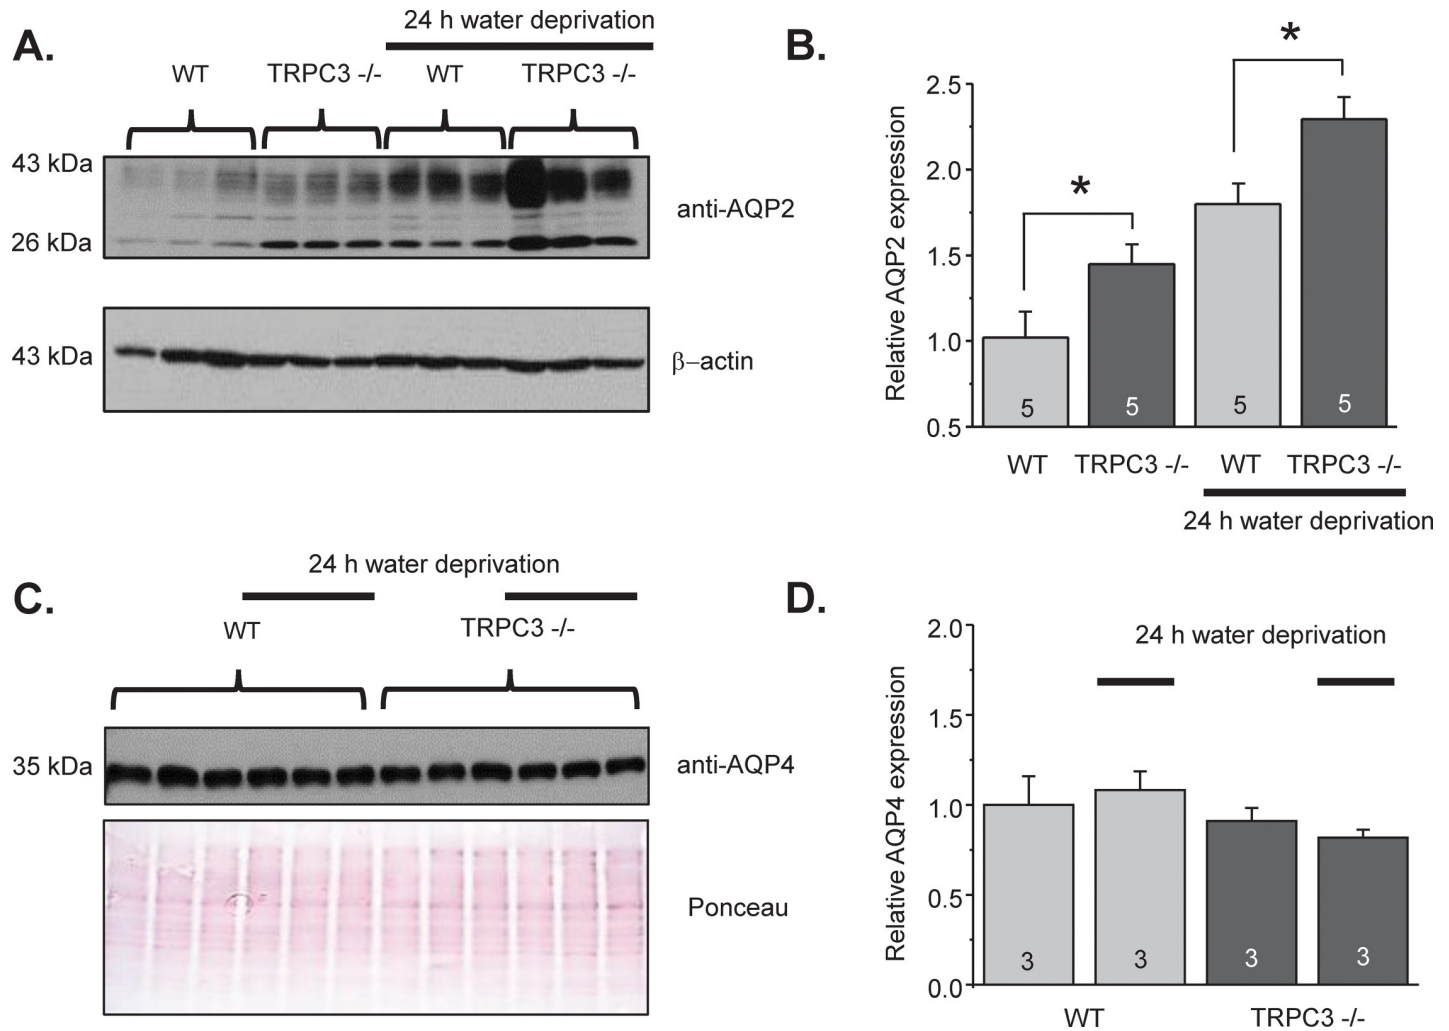 A.
24 h water deprivation
WT TRPC3 -/- WT TRPC3 -/-
43 kDa
26 kDa
anti-AQP2
43 kDa
β–actin
B.
*
*
Relative AQP2 expression
2.5
2.0
1.5
1.0
0.5
5 5 5 5
WT TRPC3 -/- WT TRPC3 -/-
24 h water deprivation
C.
24 h water deprivation
WT TRPC3 -/-
35 kDa
anti-AQP4
Ponceau
D.
24 h water deprivation
Relative AQP4 expression
2.0
1.5
1.0
0.5
0.0
3 3 3 3
WT TRPC3 -/-